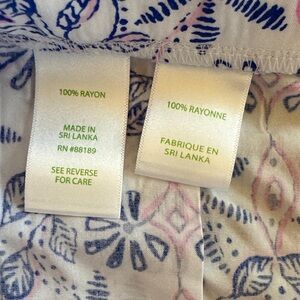 100% RAYON
MADE IN
SRI LANKA
RN #88189
SEE REVERSE
FOR CARE
100% RAYONNE
FABRIQUE EN
SRI LANKA